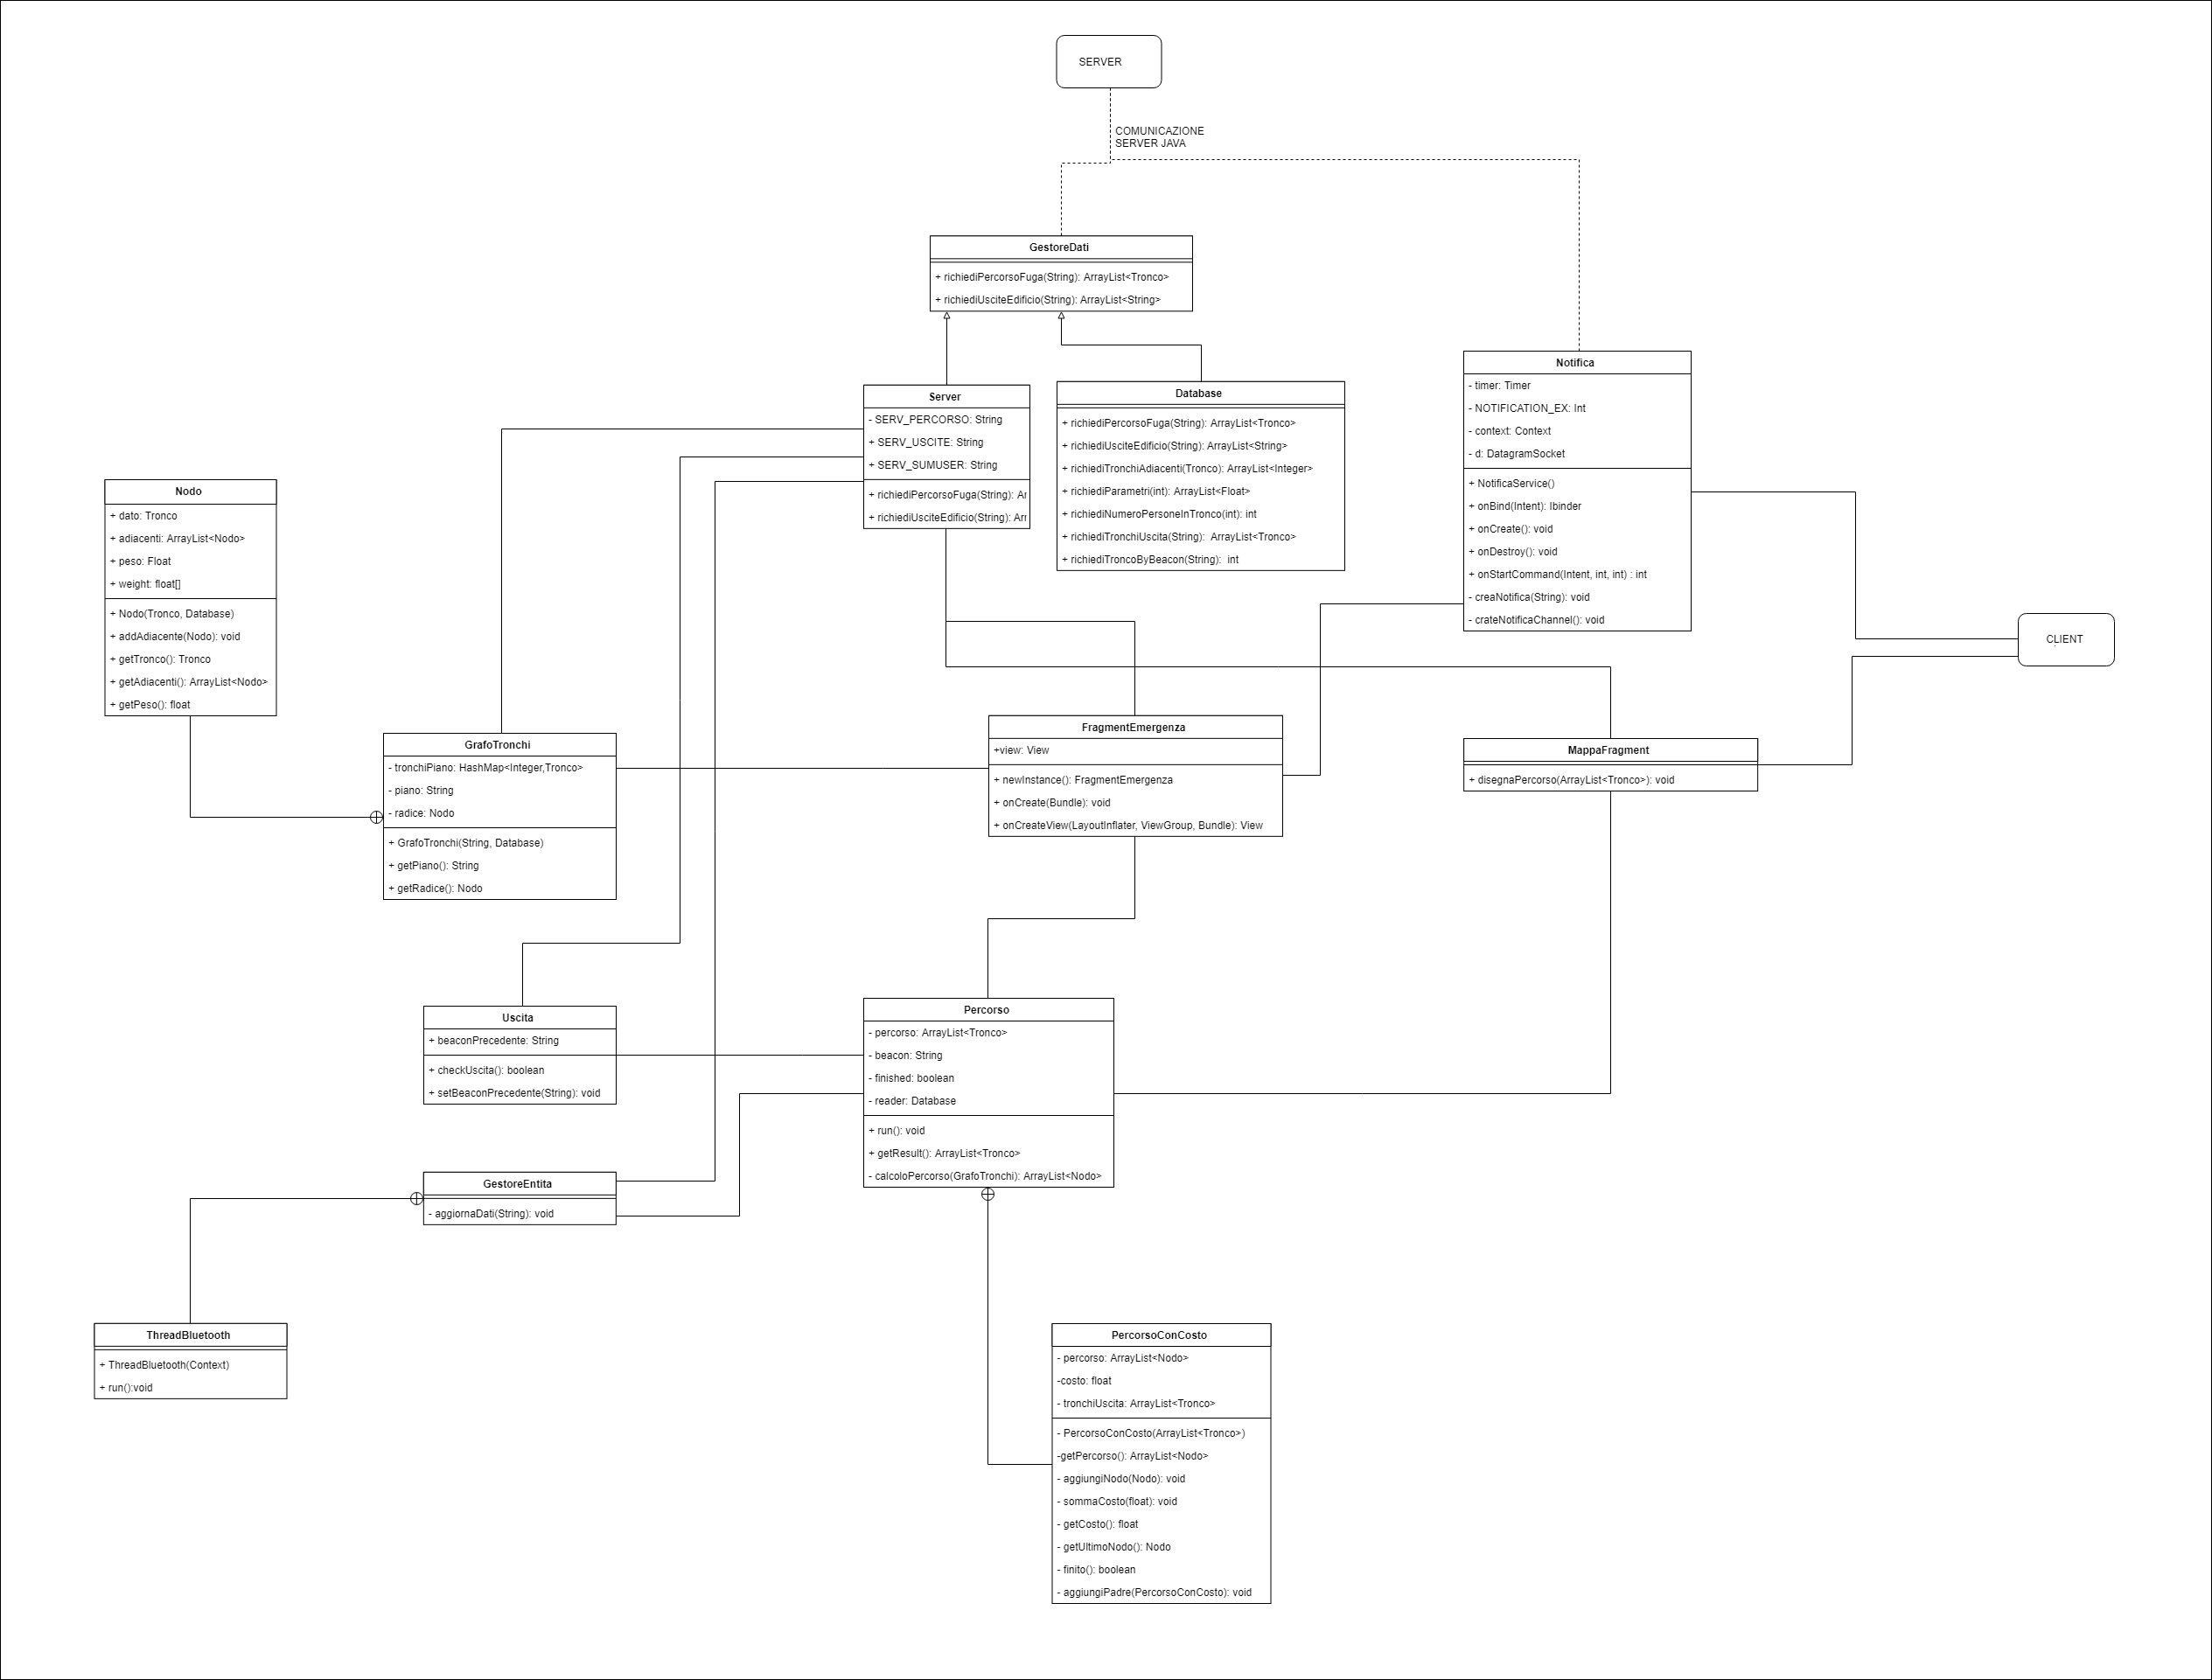 SERVER
COMUNICAZIONE
SERVER JAVA
GestoreDati
+ richiediPercorsoFuga(String): ArrayList<Tronco>
+ richiediUsciteEdificio(String): ArrayList<String>
Server
- SERV_PERCORSO: String
+ SERV_USCITE: String
+ SERV_SUMUSER: String
+ richiediPercorsoFuga(String): Ar
+ richiediUsciteEdificio(String): Arr
Database
+ richiediPercorsoFuga(String): ArrayList<Tronco>
+ richiediUsciteEdificio(String): ArrayList<String>
+ richiediTronchiAdiacenti(Tronco): ArrayList<Integer>
+ richiediParametri(int): ArrayList<Float>
+ richiediNumeroPersoneInTronco(int): int
+ richiediTronchiUscita(String):  ArrayList<Tronco>
+ richiediTroncoByBeacon(String):  int
Notifica
- timer: Timer
- NOTIFICATION_EX: Int
- context: Context
- d: DatagramSocket
+ NotificaService()
+ onBind(Intent): Ibinder
+ onCreate(): void
+ onDestroy(): void
+ onStartCommand(Intent, int, int) : int
- creaNotifica(String): void
- crateNotificaChannel(): void
CLIENT
Nodo
+ dato: Tronco
+ adiacenti: ArrayList<Nodo>
+ peso: Float
+ weight: float[]
+ Nodo(Tronco, Database)
+ addAdiacente(Nodo): void
+ getTronco(): Tronco
+ getAdiacenti(): ArrayList<Nodo>
+ getPeso(): float
GrafoTronchi
- tronchiPiano: HashMap<Integer,Tronco>
- piano: String
- radice: Nodo
+ GrafoTronchi(String, Database)
+ getPiano(): String
+ getRadice(): Nodo
FragmentEmergenza
+view: View
+ newInstance(): FragmentEmergenza
+ onCreate(Bundle): void
+ onCreateView(LayoutInflater, ViewGroup, Bundle): View
MappaFragment
+ disegnaPercorso(ArrayList<Tronco>): void
Uscita
+ beaconPrecedente: String
+ checkUscita(): boolean
+ setBeaconPrecedente(String): void
Percorso
- percorso: ArrayList<Tronco>
- beacon: String
- finished: boolean
- reader: Database
+ run(): void
+ getResult(): ArrayList<Tronco>
- calcoloPercorso(GrafoTronchi): ArrayList<Nodo>
GestoreEntita
- aggiornaDati(String): void
ThreadBluetooth
+ ThreadBluetooth(Context)
+ run():void
PercorsoConCosto
- percorso: ArrayList<Nodo>
-costo: float
- tronchiUscita: ArrayList<Tronco>
- PercorsoConCosto(ArrayList<Tronco>)
-getPercorso(): ArrayList<Nodo>
- aggiungiNodo(Nodo): void
- sommaCosto(float): void
- getCosto(): float
- getUltimoNodo(): Nodo
- finito(): boolean
- aggiungiPadre(PercorsoConCosto): void